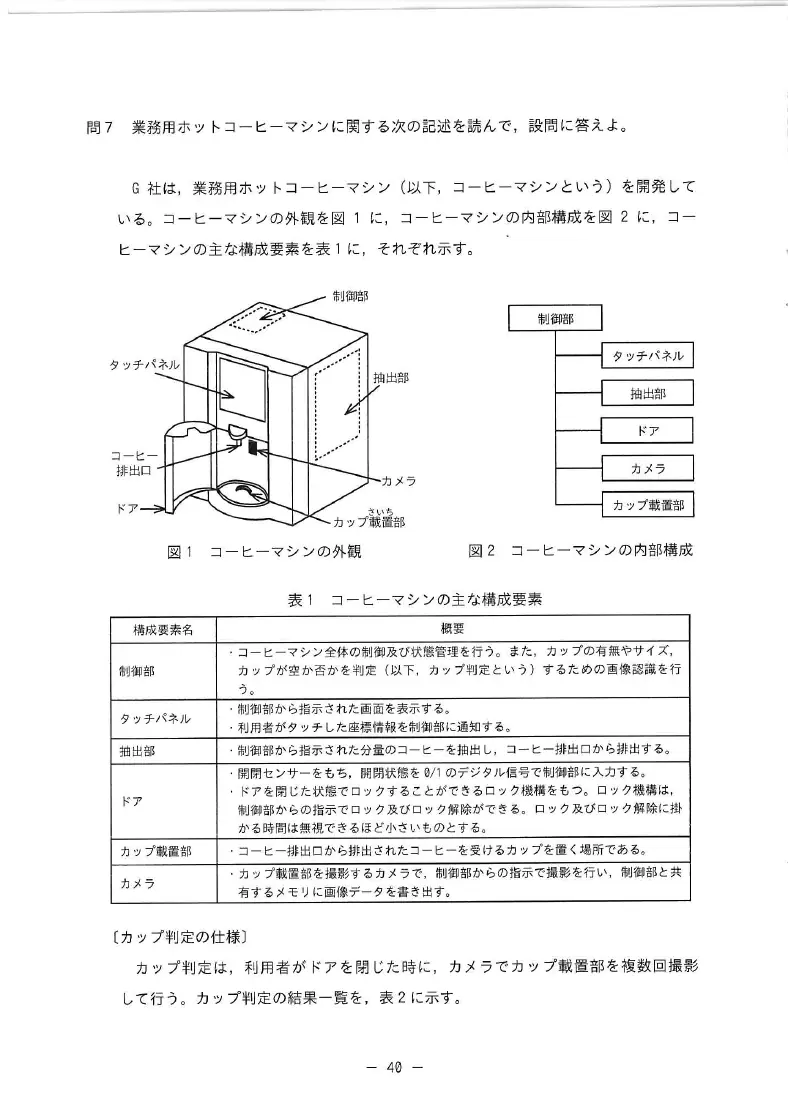 問7 業務用ホットコーヒーマシンに関する次の記述を読んで，設問に答えよ。
G 社は，業務用ホットコーヒーマシン（以下，コーヒーマシンという）を開発して
いる。コーヒーマシンの外観を図 1 に，コーヒーマシンの内部構成を図 2 に，コー
ヒーマシンの主な構成要素を表1に，それぞれ示す。
制御部
タッチパネル
抽出部
コーヒー
排出口
カメラ
ドア
さいち
カップ載置部
図1 コーヒーマシンの外観
制御部
タッチパネル
抽出部
ドア
カメラ
カップ載置部
図2 コーヒーマシンの内部構成
表1 コーヒーマシンの主な構成要素
構成要素名 概要
制御部
・コーヒーマシン全体の制御及び状態管理を行う。また，カップの有無やサイズ，
カップが空か否かを判定（以下，カップ判定という）するための画像認識を行
う。
タッチパネル
・制御部から指示された画面を表示する。
・利用者がタッチした座標情報を制御部に通知する。
抽出部 ・制御部から指示された分量のコーヒーを抽出し，コーヒー排出口から排出する。
ドア
・開閉センサーをもち，開閉状態を 0/1 のデジタル信号で制御部に入力する。
・ドアを閉じた状態でロックすることができるロック機構をもつ。ロック機構は，
制御部からの指示でロック及びロック解除ができる。ロック及びロック解除に掛
かる時間は無視できるほど小さいものとする。
カップ載置部 ・コーヒー排出口から排出されたコーヒーを受けるカップを置く場所である。
カメラ
・カップ載置部を撮影するカメラで，制御部からの指示で撮影を行い，制御部と共
有するメモリに画像データを書き出す。
〔カップ判定の仕様〕
カップ判定は，利用者がドアを閉じた時に，カメラでカップ載置部を複数回撮影
して行う。カップ判定の結果一覧を，表2に示す。
－ 40 －